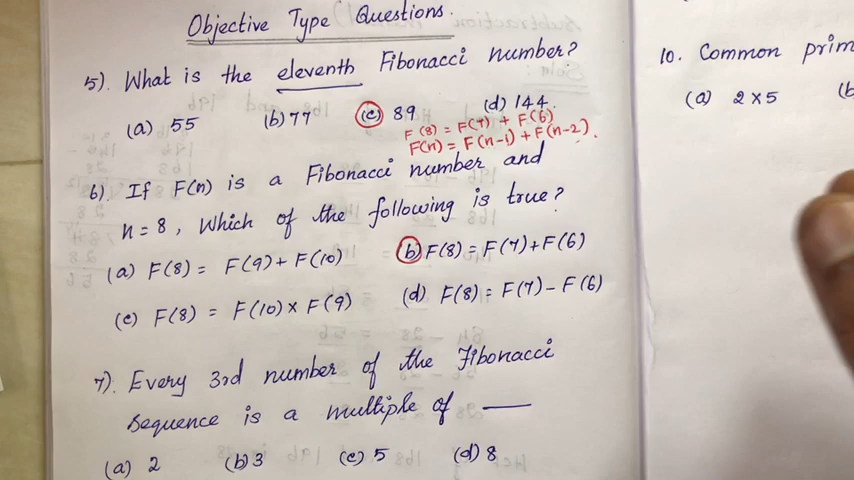 Objective Type Questions.
5). What is the eleventh Fibonacci number?
(a) 55 (b) 77 (c) 89 (d) 144.
F(8) = F(7) + F(6)
F(n) = F(n-1) + F(n-2).
6). If F(n) is a Fibonacci number and
n = 8, Which of the following is true?
(a) F(8) = F(9) + F(10) (b) F(8) = F(7) + F(6)
(c) F(8) = F(10) × F(9) (d) F(8) = F(7) - F(6)
7). Every 3rd number of the Fibonacci
Sequence is a multiple of —
(a) 2 (b) 3 (c) 5 (d) 8
10. Common prim
(a) 2 × 5 (b